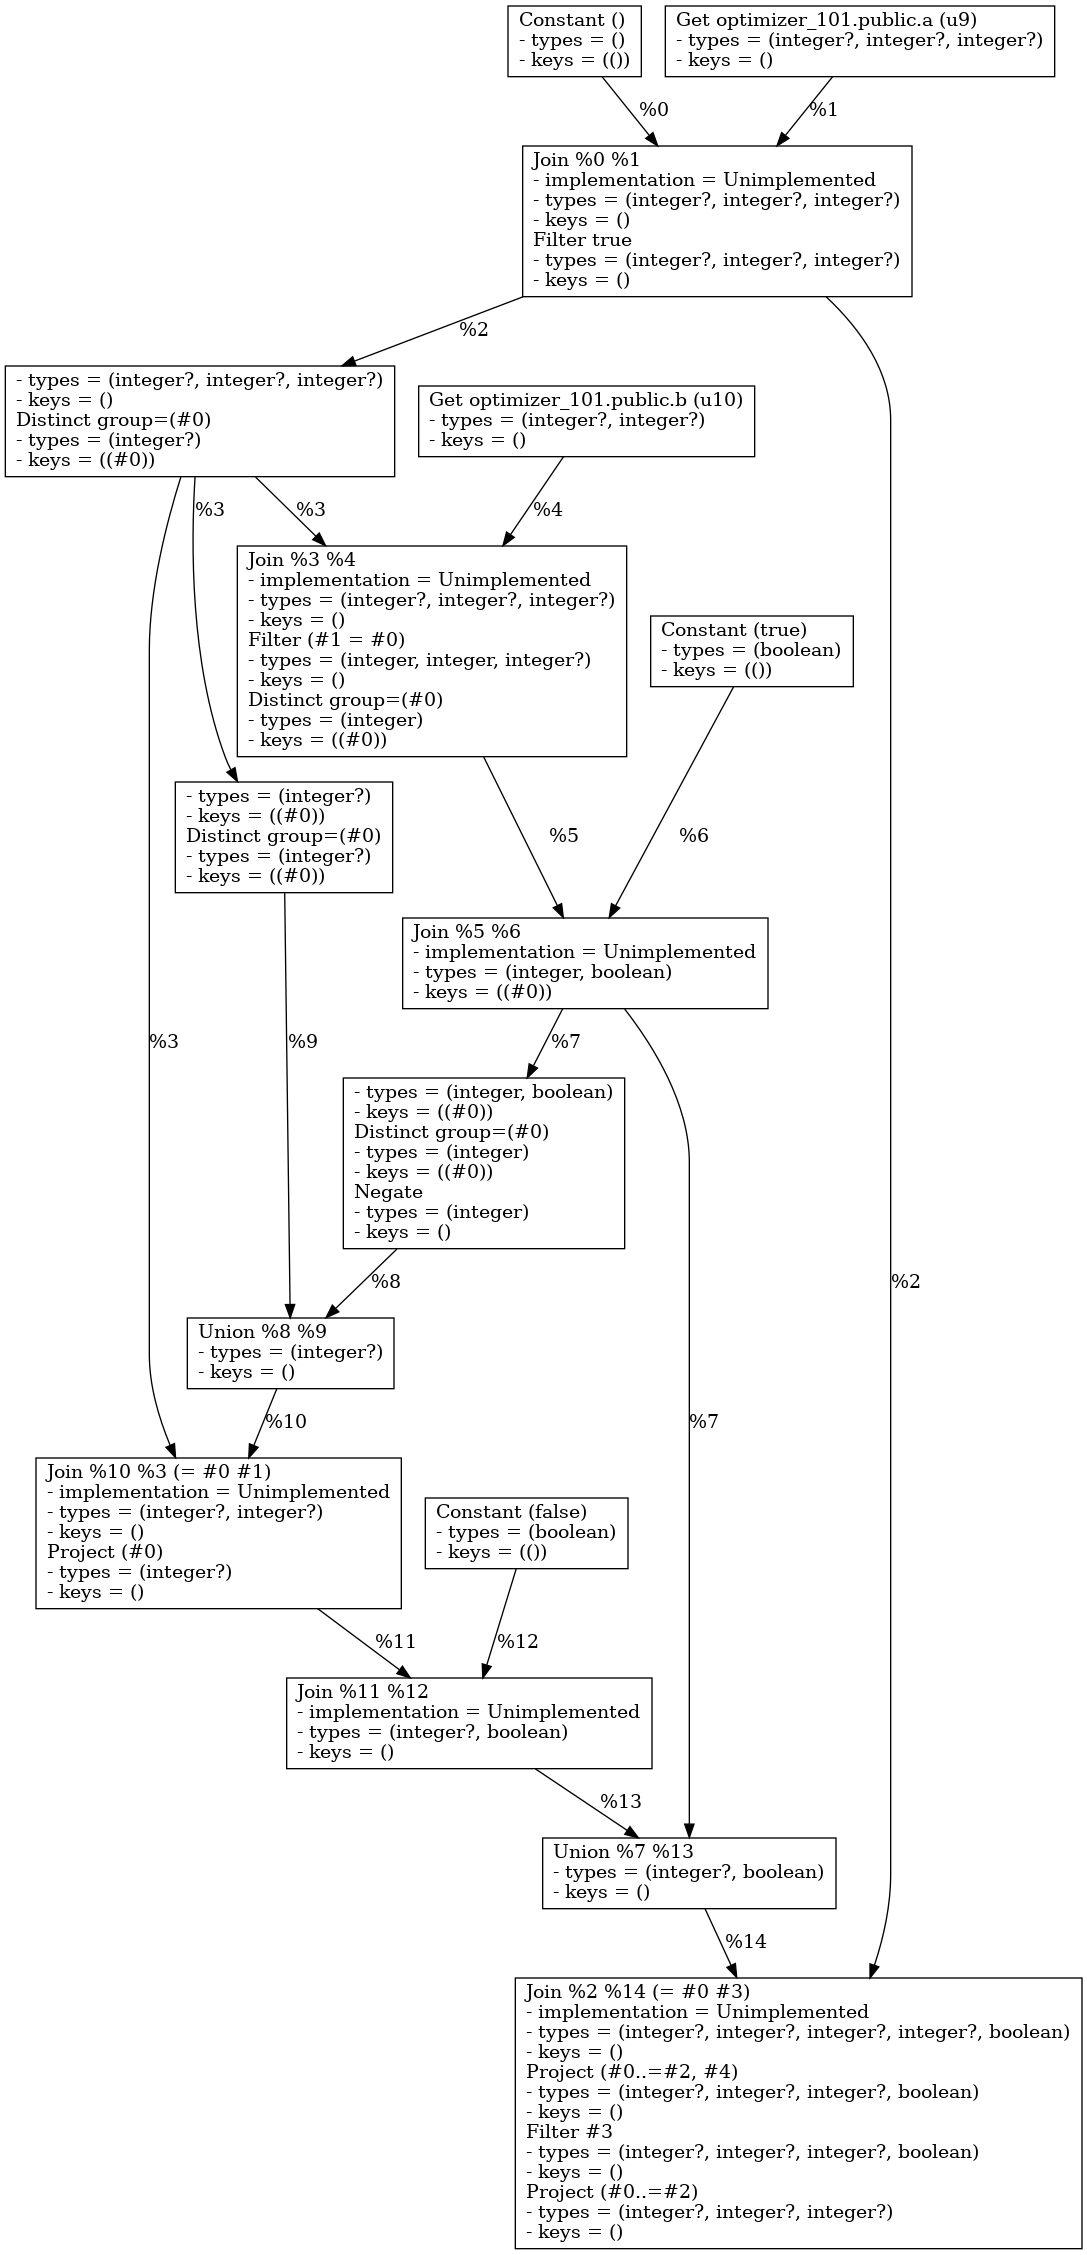 Constant ()
- types = ()
- keys = (())
Get optimizer_101.public.a (u9)
- types = (integer?, integer?, integer?)
- keys = ()
%0
%1
Join %0 %1
- implementation = Unimplemented
- types = (integer?, integer?, integer?)
- keys = ()
Filter true
- types = (integer?, integer?, integer?)
- keys = ()
%2
- types = (integer?, integer?, integer?)
- keys = ()
Distinct group=(#0)
- types = (integer?)
- keys = ((#0))
Get optimizer_101.public.b (u10)
- types = (integer?, integer?)
- keys = ()
%3
%3
%4
Join %3 %4
- implementation = Unimplemented
- types = (integer?, integer?, integer?)
- keys = ()
Filter (#1 = #0)
- types = (integer, integer, integer?)
- keys = ()
Distinct group=(#0)
- types = (integer)
- keys = ((#0))
Constant (true)
- types = (boolean)
- keys = (())
- types = (integer?)
- keys = ((#0))
Distinct group=(#0)
- types = (integer?)
- keys = ((#0))
%5
%6
Join %5 %6
- implementation = Unimplemented
- types = (integer, boolean)
- keys = ((#0))
%3
%9
%7
- types = (integer, boolean)
- keys = ((#0))
Distinct group=(#0)
- types = (integer)
- keys = ((#0))
Negate
- types = (integer)
- keys = ()
%8
%2
Union %8 %9
- types = (integer?)
- keys = ()
%10
%7
Join %10 %3 (= #0 #1)
- implementation = Unimplemented
- types = (integer?, integer?)
- keys = ()
Project (#0)
- types = (integer?)
- keys = ()
Constant (false)
- types = (boolean)
- keys = (())
%11
%12
Join %11 %12
- implementation = Unimplemented
- types = (integer?, boolean)
- keys = ()
%13
Union %7 %13
- types = (integer?, boolean)
- keys = ()
%14
Join %2 %14 (= #0 #3)
- implementation = Unimplemented
- types = (integer?, integer?, integer?, integer?, boolean)
- keys = ()
Project (#0..=#2, #4)
- types = (integer?, integer?, integer?, boolean)
- keys = ()
Filter #3
- types = (integer?, integer?, integer?, boolean)
- keys = ()
Project (#0..=#2)
- types = (integer?, integer?, integer?)
- keys = ()